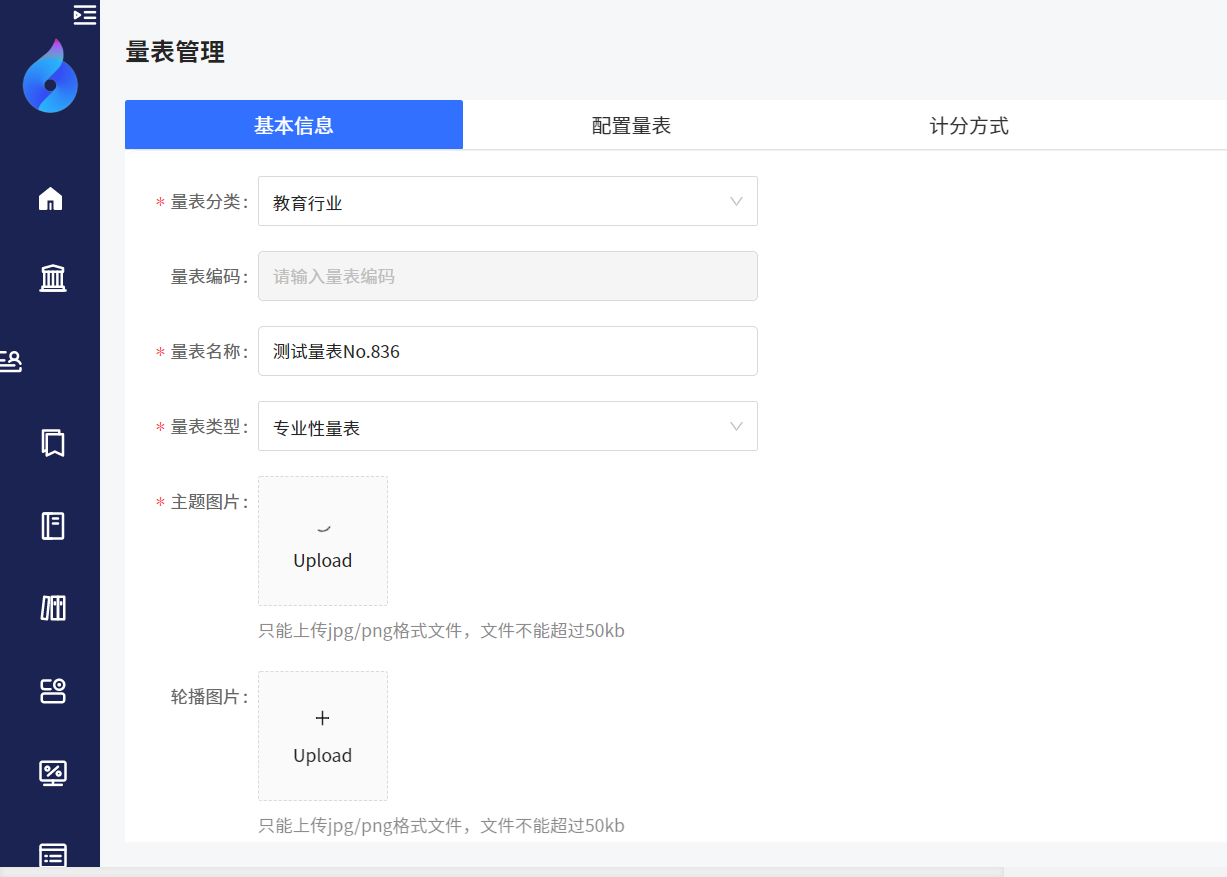 量表管理
基本信息 配置量表 计分方式
* 量表分类: 教育行业
量表编码: 请输入量表编码
* 量表名称: 测试量表No.836
* 量表类型: 专业性量表
* 主题图片:
Upload
只能上传jpg/png格式文件，文件不能超过50kb
轮播图片:
+
Upload
只能上传jpg/png格式文件，文件不能超过50kb